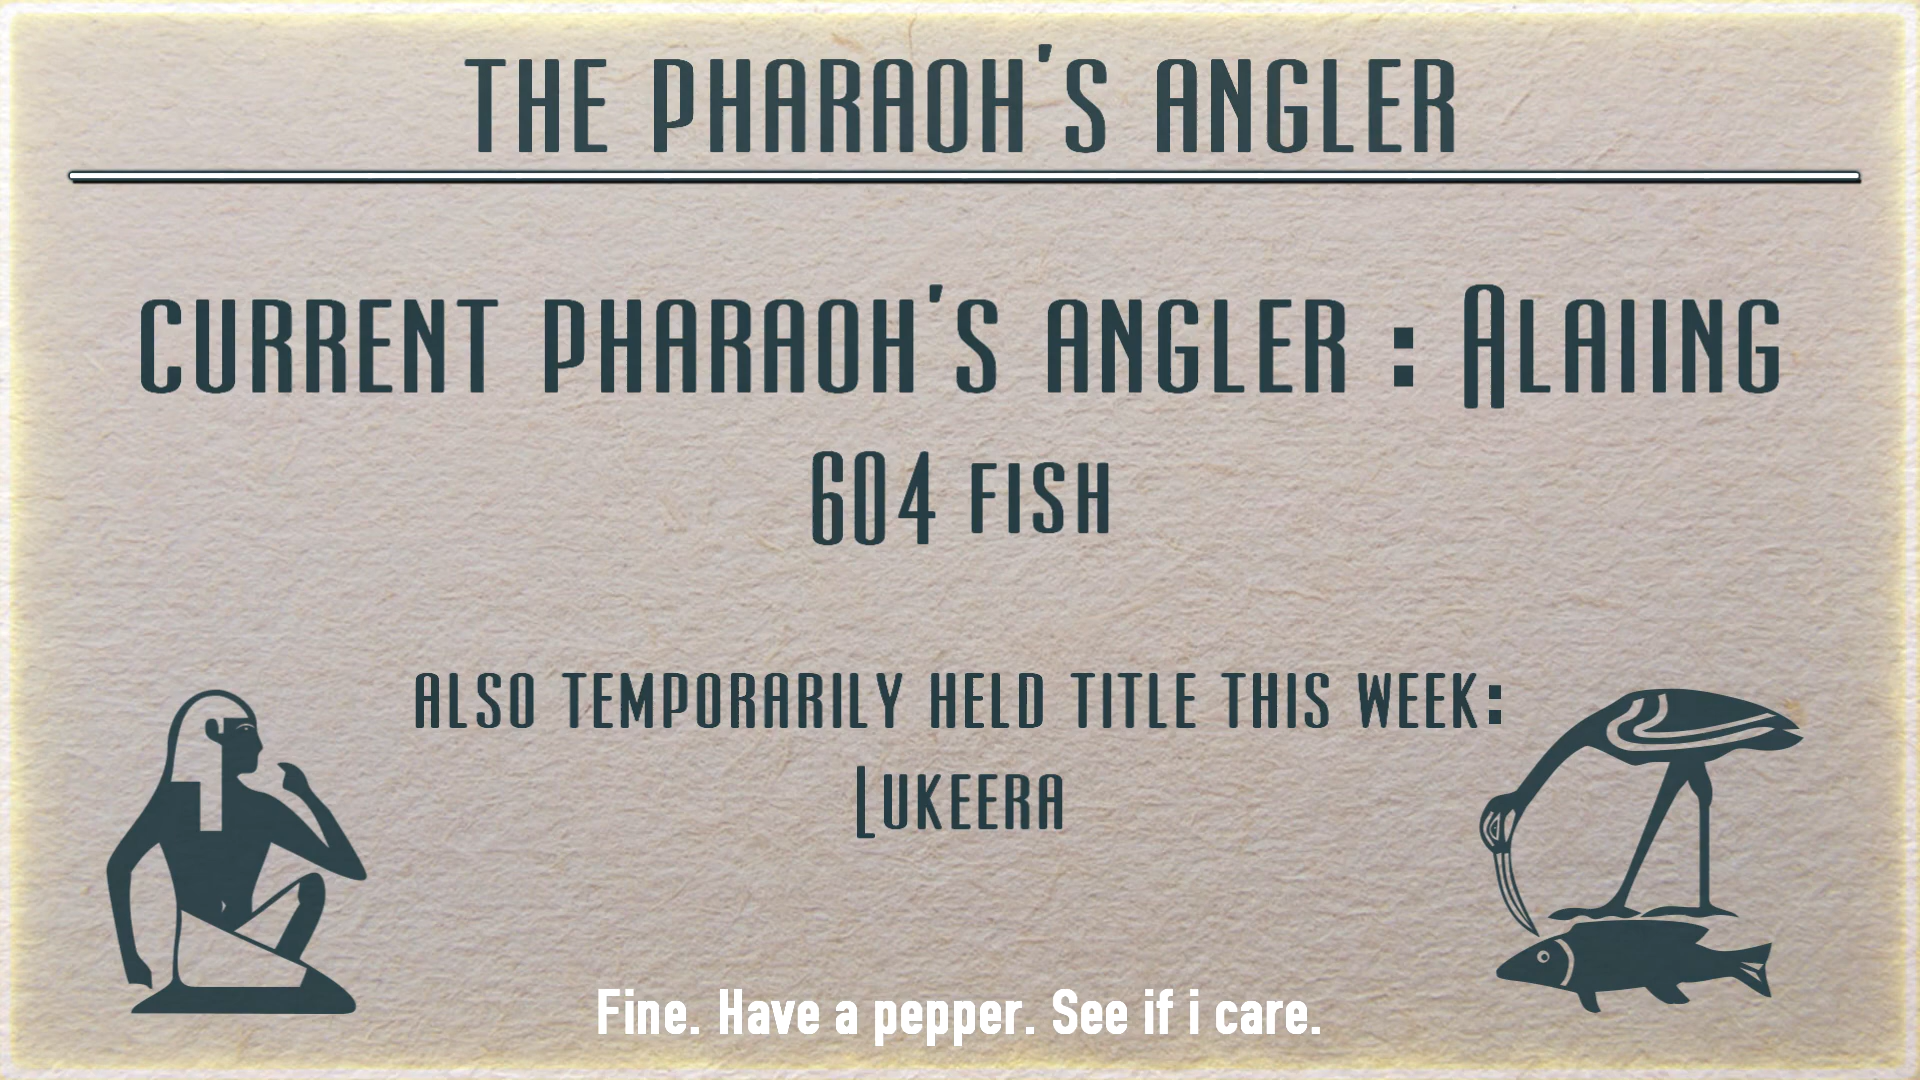 THE PHARAOH'S ANGLER
CURRENT PHARAOH'S ANGLER : ALAIING
604 FISH
ALSO TEMPORARILY HELD TITLE THIS WEEK:
LUKEERA
Fine. Have a pepper. See if i care.